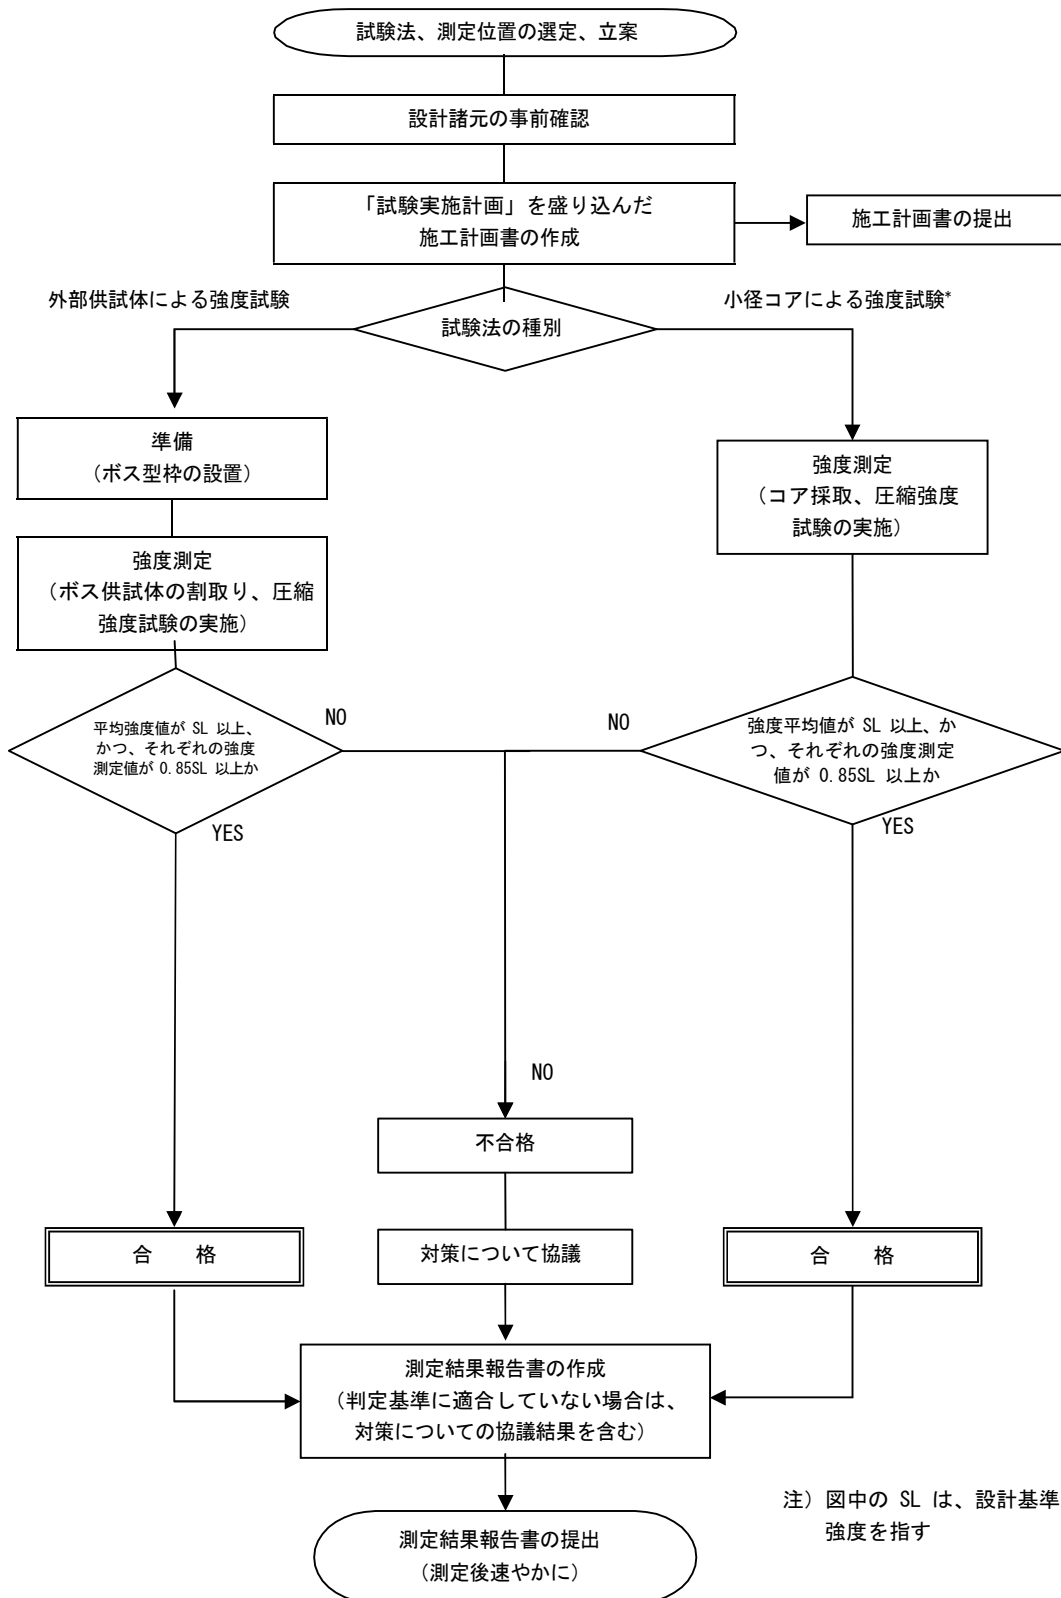 試験法、測定位置の選定、立案
設計諸元の事前確認
「試験実施計画」を盛り込んだ
施工計画書の作成
施工計画書の提出
外部供試体による強度試験
試験法の種別
小径コアによる強度試験*
準備
(ボス型枠の設置)
強度測定
(ボス供試体の割取り、圧縮
強度試験の実施)
強度測定
(コア採取、圧縮強度
試験の実施)
平均強度値が SL 以上、
かつ、それぞれの強度
測定値が 0.85SL 以上か
NO
YES
NO
強度平均値が SL 以上、か
つ、それぞれの強度測定
値が 0.85SL 以上か
YES
NO
不合格
合　格
対策について協議
合　格
測定結果報告書の作成
(判定基準に適合していない場合は、
対策についての協議結果を含む)
測定結果報告書の提出
(測定後速やかに)
注) 図中の SL は、設計基準
強度を指す